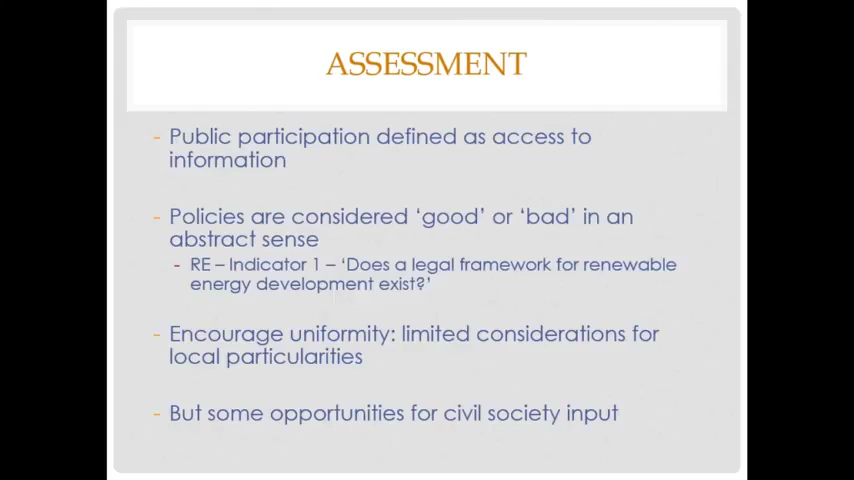 ASSESSMENT
- Public participation defined as access to
information
- Policies are considered ‘good’ or ‘bad’ in an
abstract sense
- RE – Indicator 1 – ‘Does a legal framework for renewable
energy development exist?’
- Encourage uniformity: limited considerations for
local particularities
- But some opportunities for civil society input